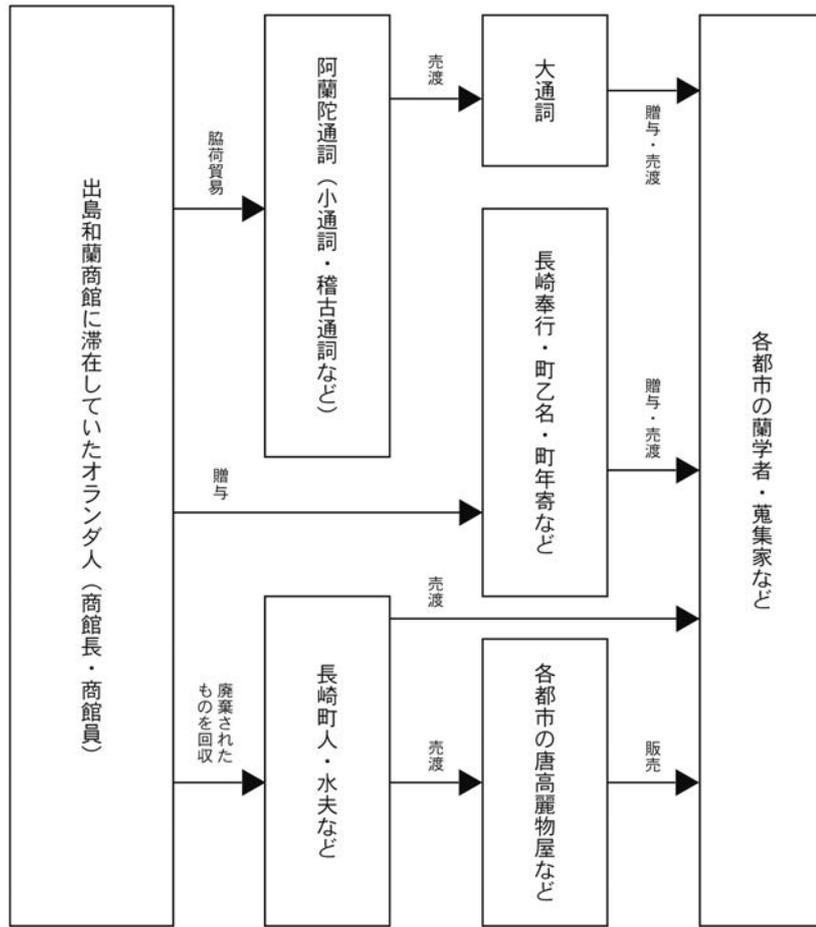 出島和蘭商館に滞在していたオランダ人（商館長・商館員）
脇荷貿易
阿蘭陀通詞（小通詞・稽古通詞など）
売渡
大通詞
贈与・売渡
贈与
長崎奉行・町乙名・町年寄など
贈与・売渡
廃棄された
ものを回収
長崎町人・水夫など
売渡
売渡
各都市の唐高麗物屋など
販売
各都市の蘭学者・蒐集家など